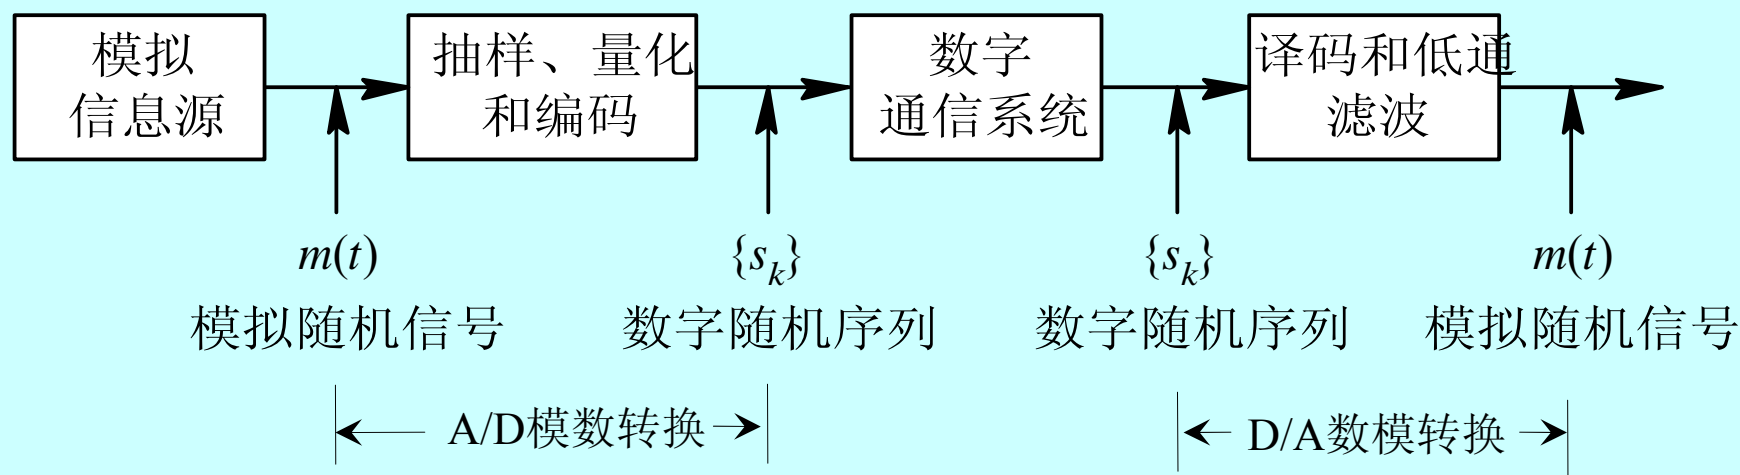 模拟
信息源
抽样、量化
和编码
数字
通信系统
译码和低通
滤波
m(t)
{s_k}
{s_k}
m(t)
模拟随机信号
数字随机序列
数字随机序列
模拟随机信号
A/D模数转换
D/A数模转换